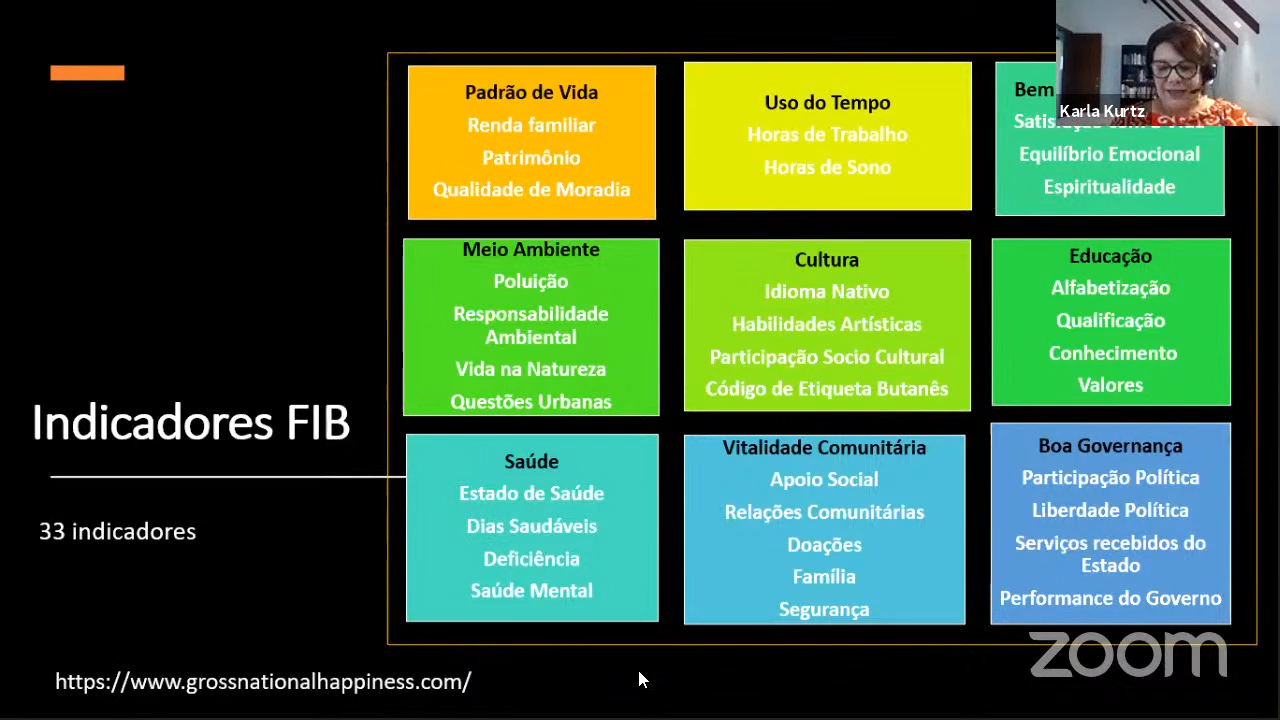 Indicadores FIB
33 indicadores
https://www.grossnationalhappiness.com/
Padrão de Vida
Renda familiar
Patrimônio
Qualidade de Moradia
Uso do Tempo
Horas de Trabalho
Horas de Sono
Bem
Equilíbrio Emocional
Espiritualidade
Karla Kurtz
Meio Ambiente
Poluição
Responsabilidade
Ambiental
Vida na Natureza
Questões Urbanas
Cultura
Idioma Nativo
Habilidades Artísticas
Participação Socio Cultural
Código de Etiqueta Butanês
Educação
Alfabetização
Qualificação
Conhecimento
Valores
Saúde
Estado de Saúde
Dias Saudáveis
Deficiência
Saúde Mental
Vitalidade Comunitária
Apoio Social
Relações Comunitárias
Doações
Família
Segurança
Boa Governança
Participação Política
Liberdade Política
Serviços recebidos do
Estado
Performance do Governo
zoom